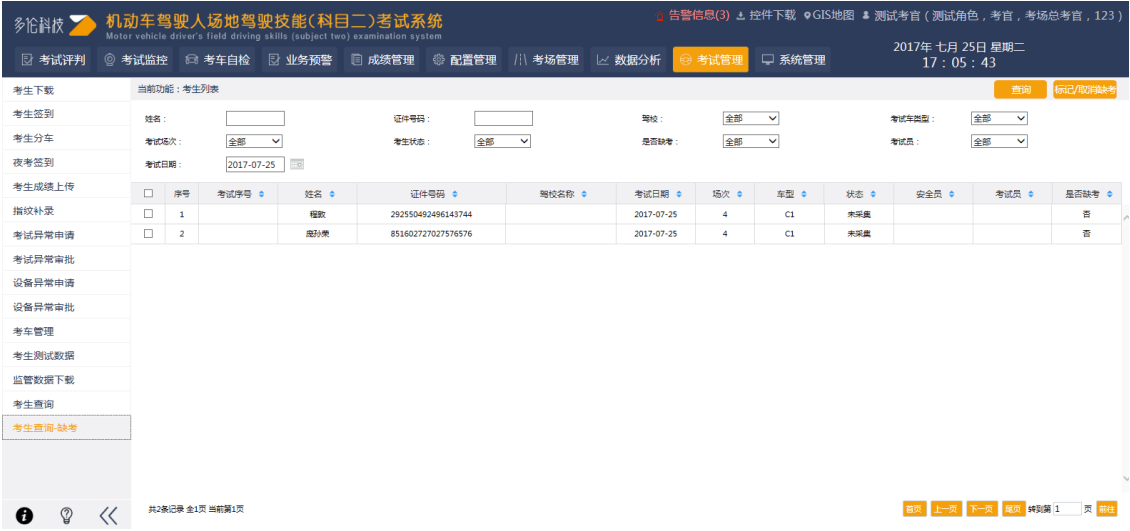 多伦科技 机动车驾驶人场地驾驶技能(科目二)考试系统
Motor vehicle driver's field driving skills (subject two) examination system
告警信息(3) 控件下载 GIS地图 测试考官 ( 测试角色 , 考官 , 考场总考官 , 123 )
考试评判 考试监控 考车自检 业务预警 成绩管理 配置管理 考场管理 数据分析 考试管理 系统管理
2017年 七月 25日 星期二
17 : 05 : 43
考生下载
考生签到
考生分车
夜考签到
考生成绩上传
指纹补录
考试异常申请
考试异常审批
设备异常申请
设备异常审批
考车管理
考生测试数据
监管数据下载
考生查询
考生查询-缺考
当前功能 : 考生列表 查询 标记/取消缺考
姓名 : 证件号码 : 驾校 : 全部 考试车类型 : 全部
考试场次 : 全部 考生状态 : 全部 是否缺考 : 全部 考试员 : 全部
考试日期 : 2017-07-25
序号 考试序号 姓名 证件号码 驾校名称 考试日期 场次 车型 状态 安全员 考试员 是否缺考
1 程敦 292550492496143744 2017-07-25 4 C1 未采集 否
2 庞孙荣 851602727027576576 2017-07-25 4 C1 未采集 否
共2条记录 全1页 当前第1页 首页 上一页 下一页 尾页 转到第 1 页 前往